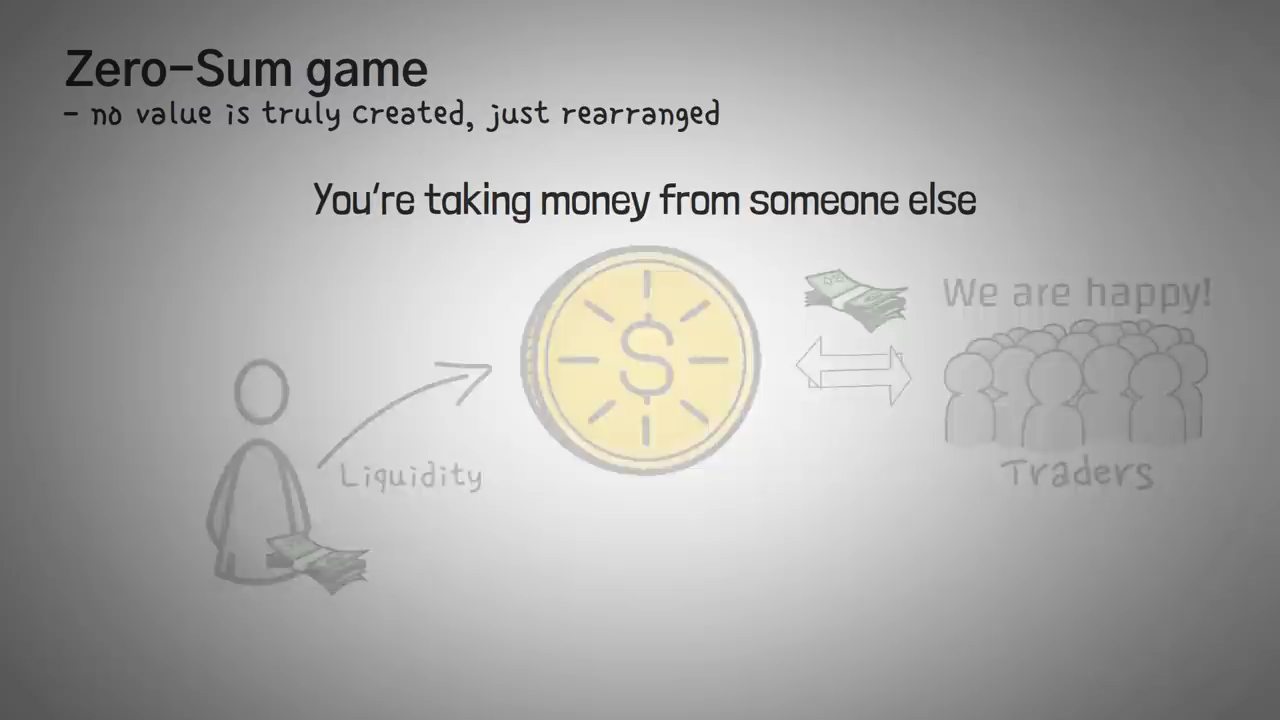 Zero-Sum game
- no value is truly created, just rearranged
You're taking money from someone else
$
We are happy!
Liquidity
Traders